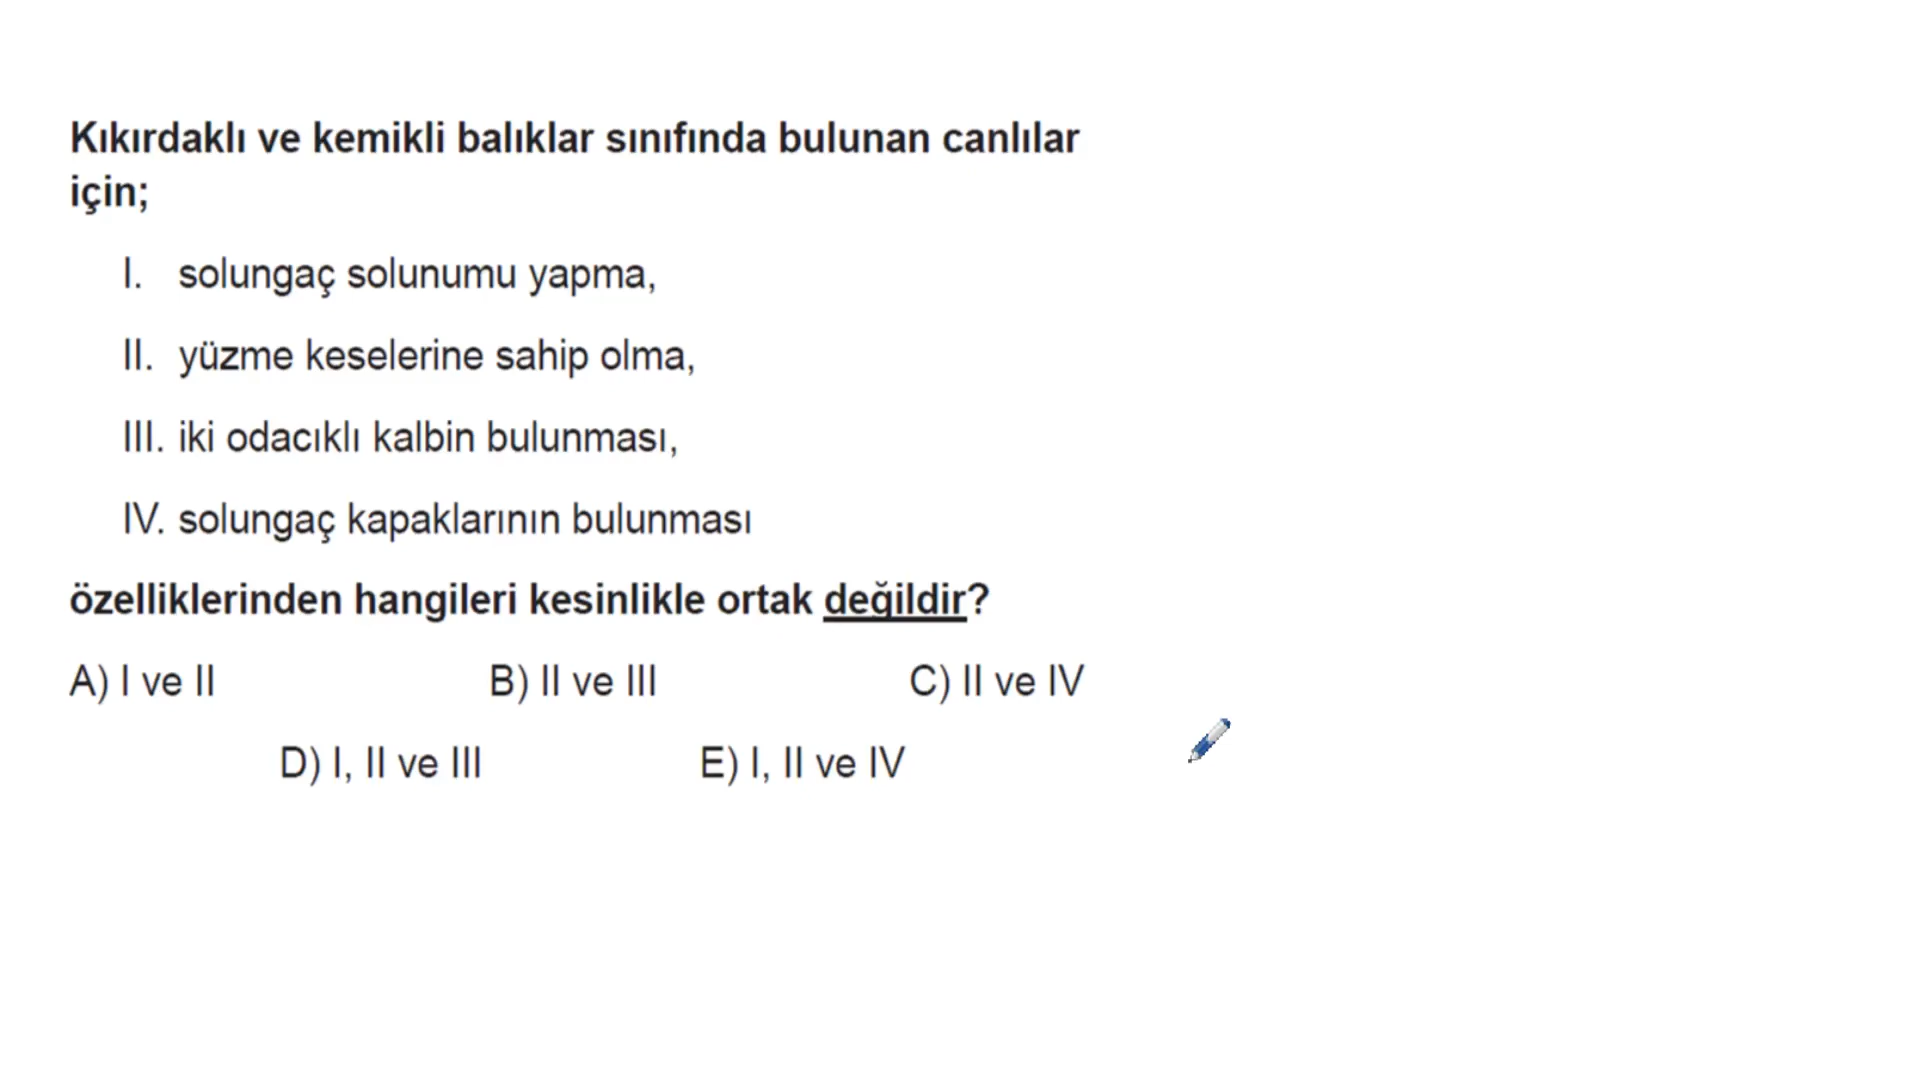 Kıkırdaklı ve kemikli balıklar sınıfında bulunan canlılar
için;
I. solungaç solunumu yapma,
II. yüzme keselerine sahip olma,
III. iki odacıklı kalbin bulunması,
IV. solungaç kapaklarının bulunması
özelliklerinden hangileri kesinlikle ortak değildir?
A) I ve II B) II ve III C) II ve IV
D) I, II ve III E) I, II ve IV